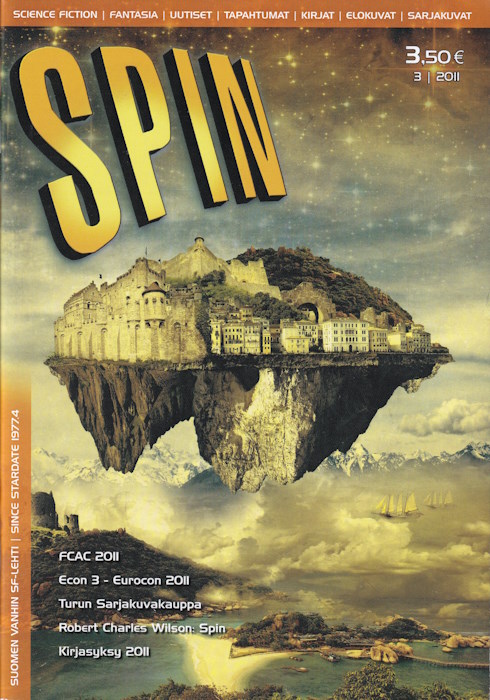 SCIENCE FICTION | FANTASIA | UUTISET | TAPAHTUMAT | KIRJAT | ELOKUVAT | SARJAKUVAT
SPIN
3,50 €
3 | 2011
SUOMEN VANHIN SF-LEHTI | SINCE STARDATE 1977.4
FCAC 2011
Econ 3 - Eurocon 2011
Turun Sarjakuvakauppa
Robert Charles Wilson: Spin
Kirjasyksy 2011